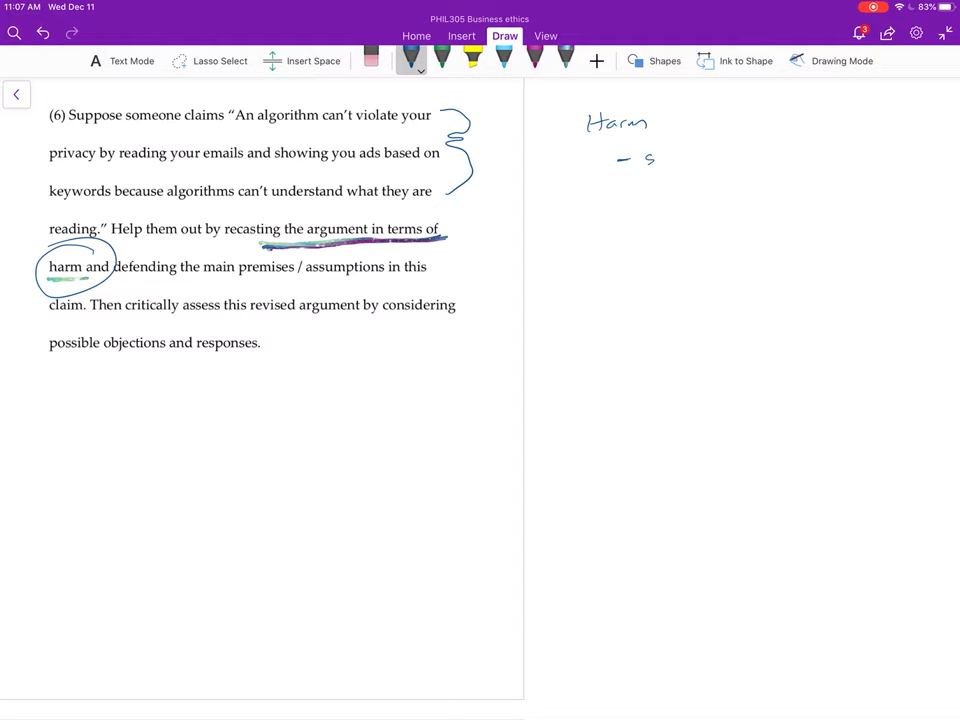 11:07 AM Wed Dec 11
PHIL305 Business ethics
83%
Home Insert Draw View
3
Text Mode Lasso Select Insert Space Shapes Ink to Shape Drawing Mode
(6) Suppose someone claims “An algorithm can’t violate your
privacy by reading your emails and showing you ads based on
keywords because algorithms can’t understand what they are
reading.” Help them out by recasting the argument in terms of
harm and defending the main premises / assumptions in this
claim. Then critically assess this revised argument by considering
possible objections and responses.
Harm
- s